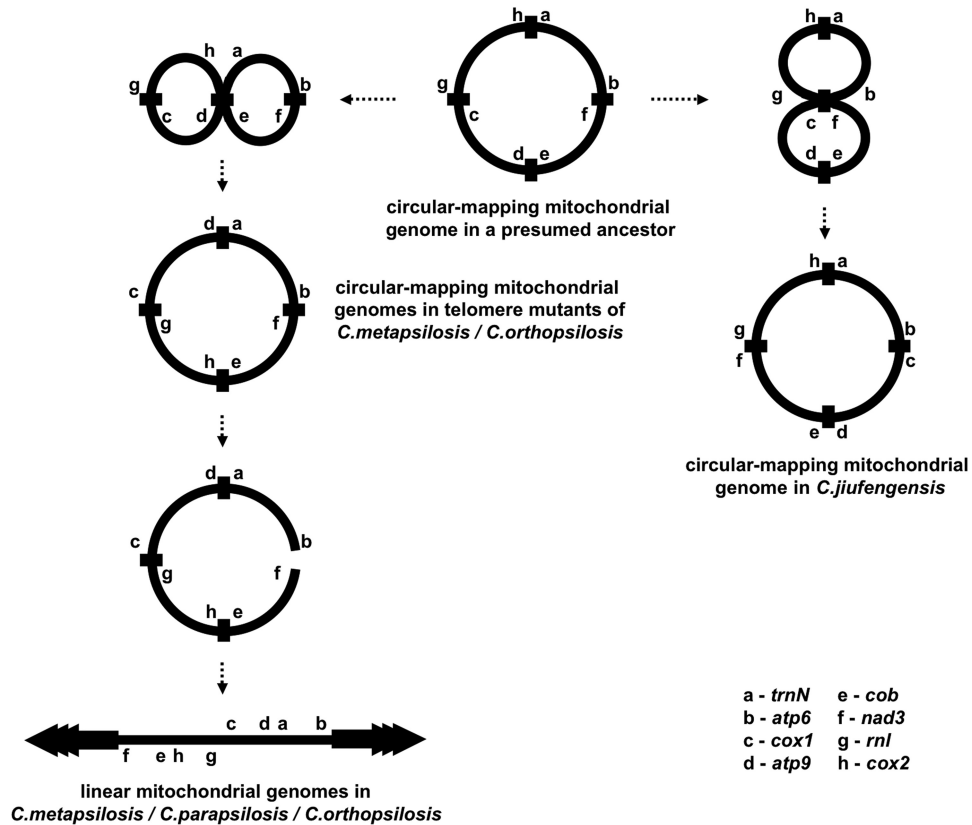 h a
g b
c d e f
h a
g b
c f
d e
circular-mapping mitochondrial
genome in a presumed ancestor
h a
g b
c f
d e
d a
c b
g f
h e
circular-mapping mitochondrial
genomes in telomere mutants of
C.metapsilosis / C.orthopsilosis
h a
g b
f c
e d
circular-mapping mitochondrial
genome in C.jiufengensis
d a
c b
g f
h e
c d a b
f e h g
linear mitochondrial genomes in
C.metapsilosis / C.parapsilosis / C.orthopsilosis
a - trnN e - cob
b - atp6 f - nad3
c - cox1 g - rnl
d - atp9 h - cox2